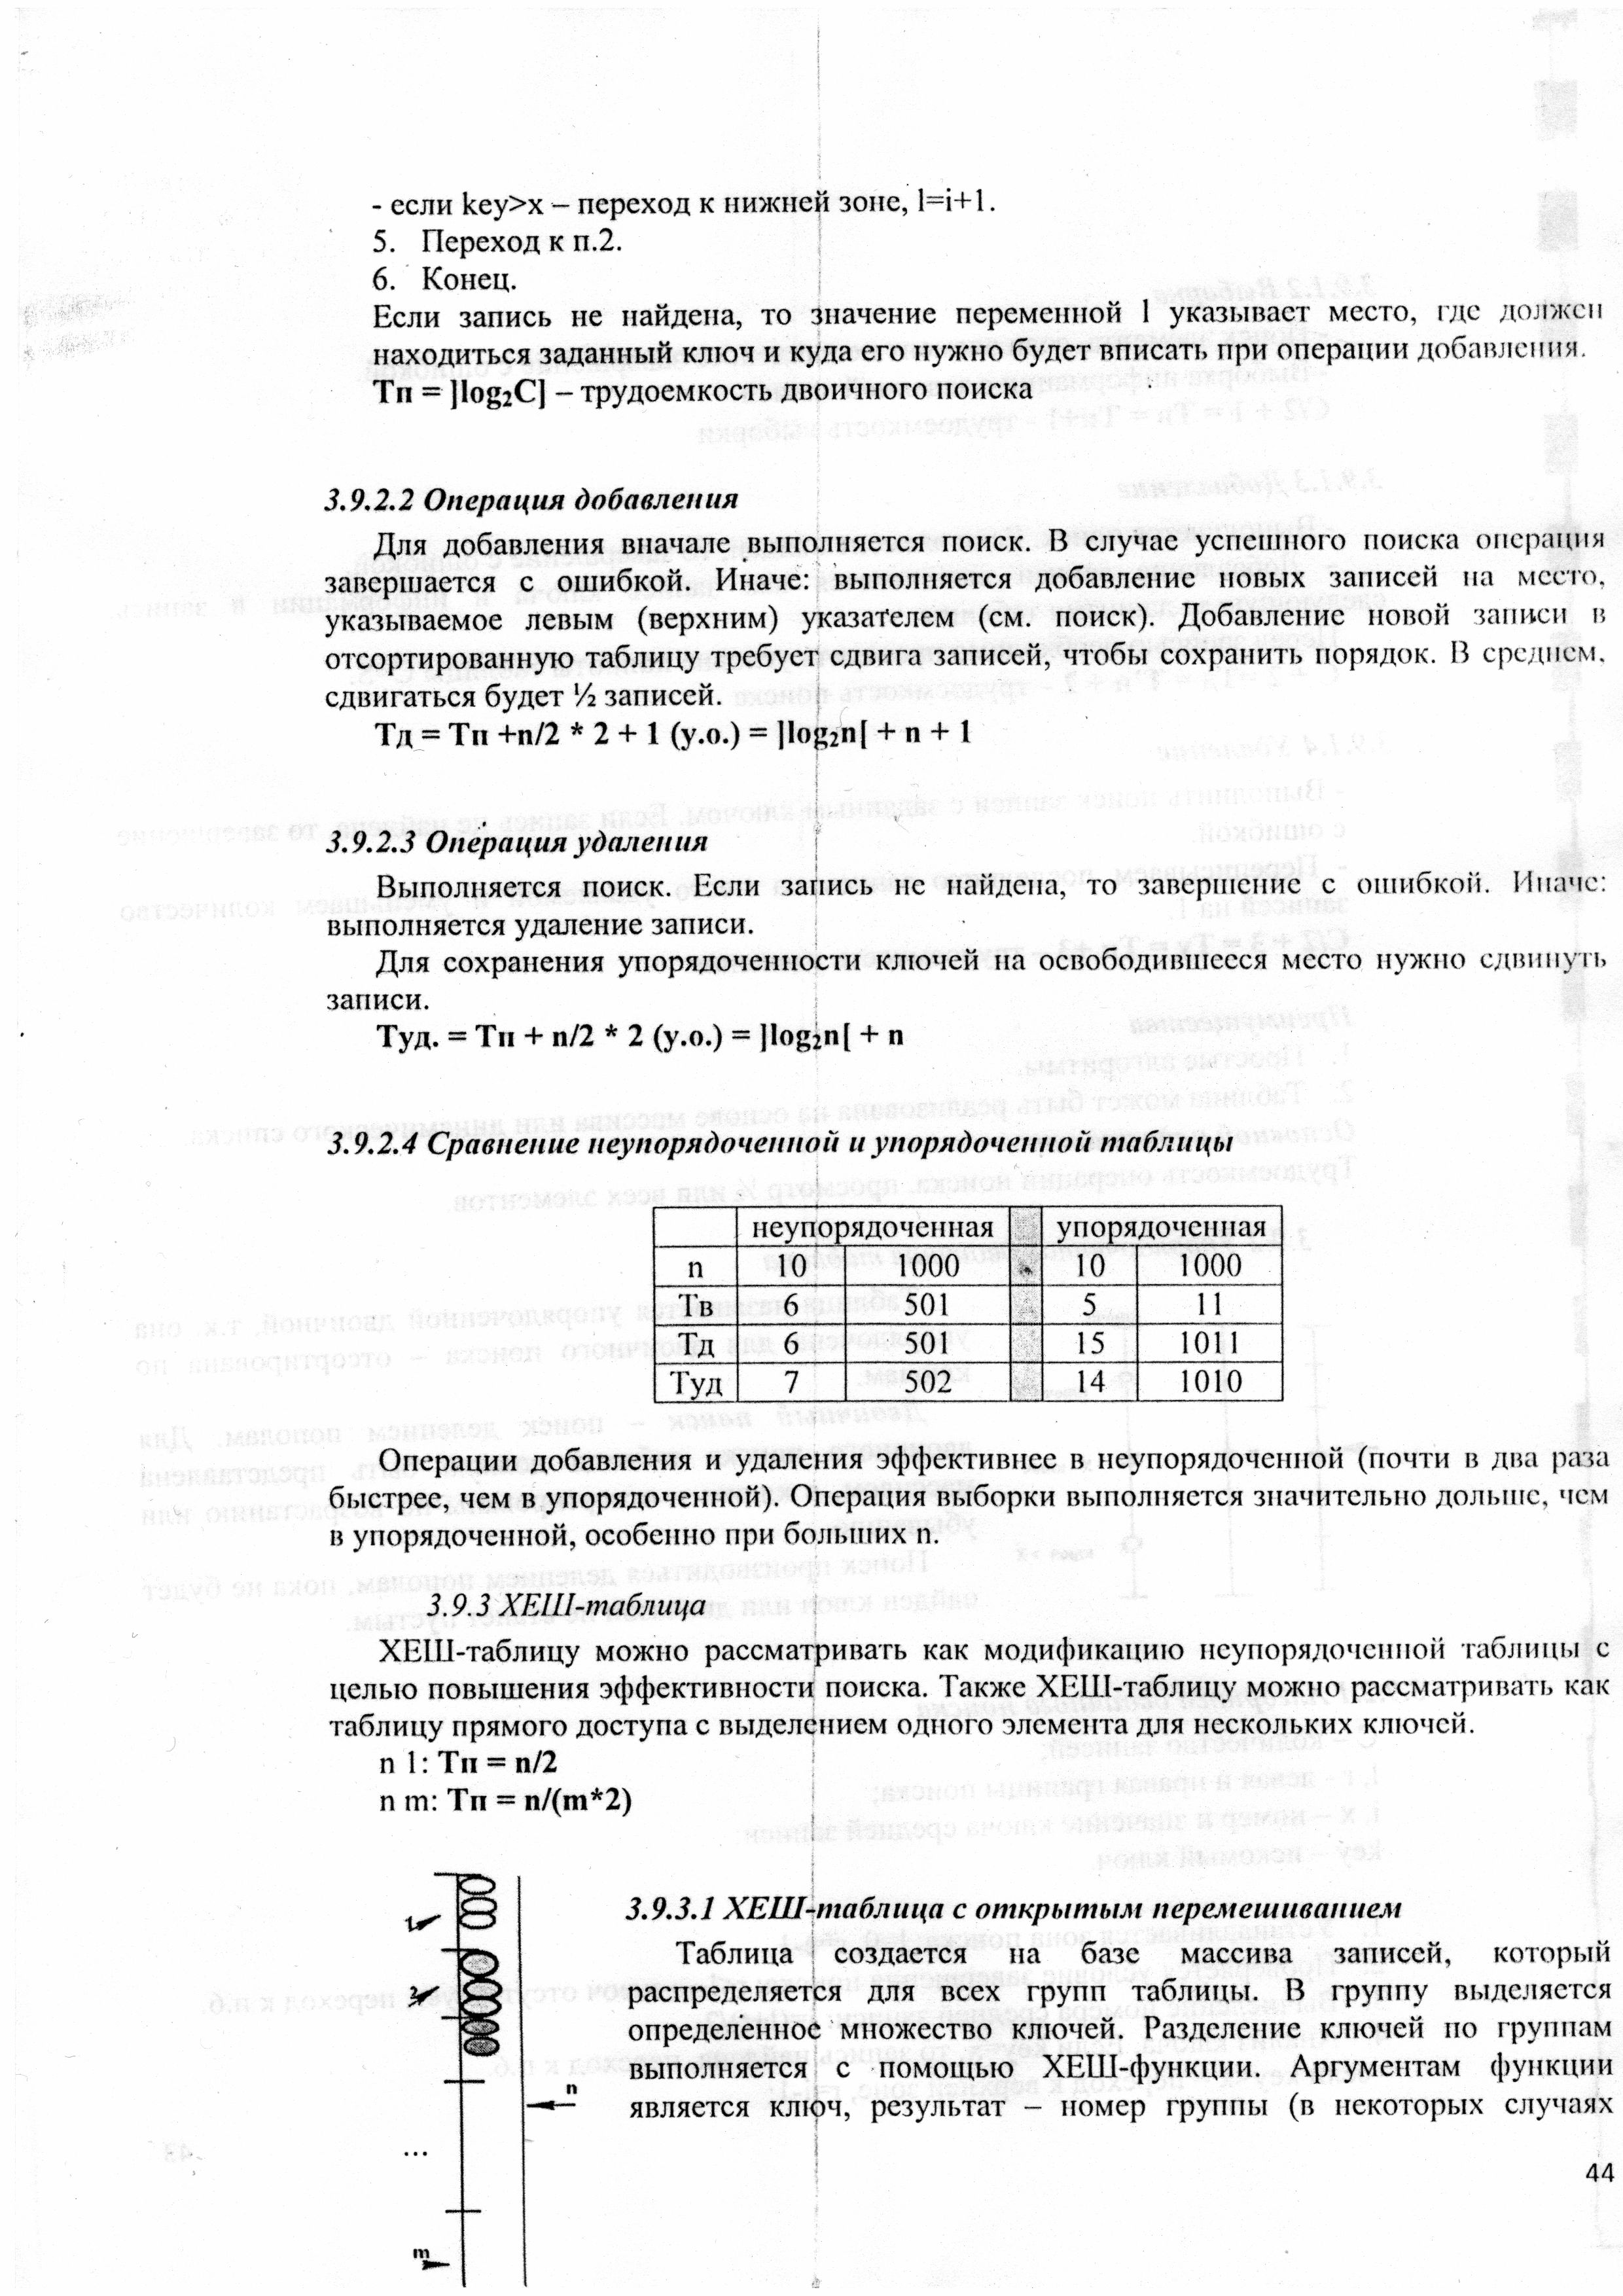 - если key>x – переход к нижней зоне, l=i+1.
5. Переход к п.2.
6. Конец.
Если запись не найдена, то значение переменной l указывает место, где должен
находиться заданный ключ и куда его нужно будет вписать при операции добавления.
Тп = ]log₂C] – трудоемкость двоичного поиска
3.9.2.2 Операция добавления
Для добавления вначале выполняется поиск. В случае успешного поиска операция
завершается с ошибкой. Иначе: выполняется добавление новых записей на место,
указываемое левым (верхним) указателем (см. поиск). Добавление новой записи в
отсортированную таблицу требует сдвига записей, чтобы сохранить порядок. В среднем,
сдвигаться будет ½ записей.
Тд = Тп +n/2 * 2 + 1 (у.о.) = ]log₂n[ + n + 1
3.9.2.3 Операция удаления
Выполняется поиск. Если запись не найдена, то завершение с ошибкой. Иначе:
выполняется удаление записи.
Для сохранения упорядоченности ключей на освободившееся место нужно сдвинуть
записи.
Туд. = Тп + n/2 * 2 (у.о.) = ]log₂n[ + n
3.9.2.4 Сравнение неупорядоченной и упорядоченной таблицы
неупорядоченная упорядоченная
n 10 1000 10 1000
Тв 6 501 5 11
Тд 6 501 15 1011
Туд 7 502 14 1010
Операции добавления и удаления эффективнее в неупорядоченной (почти в два раза
быстрее, чем в упорядоченной). Операция выборки выполняется значительно дольше, чем
в упорядоченной, особенно при больших n.
3.9.3 ХЕШ-таблица
ХЕШ-таблицу можно рассматривать как модификацию неупорядоченной таблицы с
целью повышения эффективности поиска. Также ХЕШ-таблицу можно рассматривать как
таблицу прямого доступа с выделением одного элемента для нескольких ключей.
n 1: Тп = n/2
n m: Тп = n/(m*2)
1
2
n
...
m
3.9.3.1 ХЕШ-таблица с открытым перемешиванием
Таблица создается на базе массива записей, который
распределяется для всех групп таблицы. В группу выделяется
определенное множество ключей. Разделение ключей по группам
выполняется с помощью ХЕШ-функции. Аргументам функции
является ключ, результат – номер группы (в некоторых случаях
44